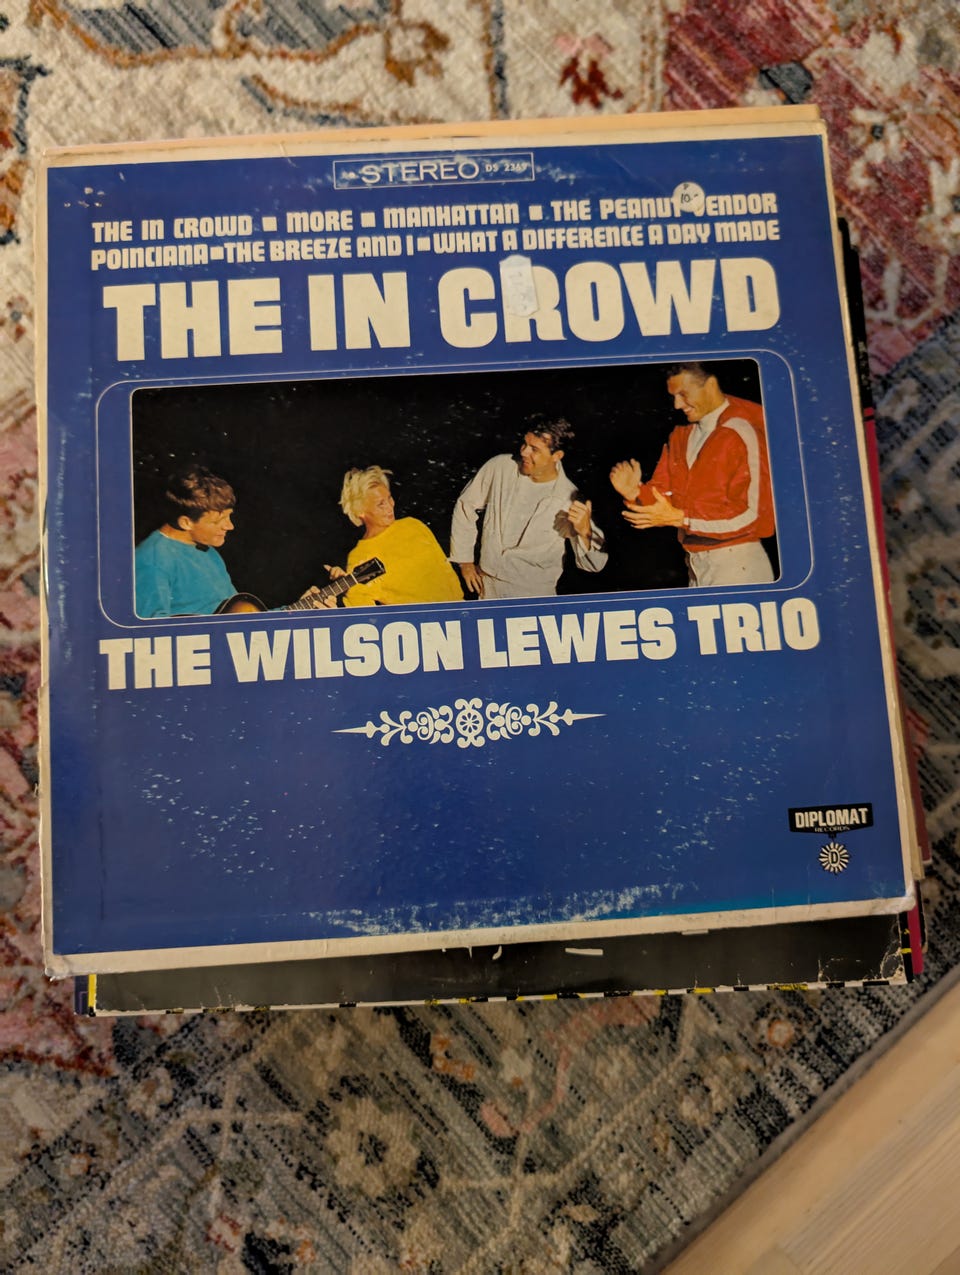 STEREO DS 2369
THE IN CROWD ▪ MORE ▪ MANHATTAN ▪ THE PEANUT VENDOR
POINCIANA▪THE BREEZE AND I▪WHAT A DIFFERENCE A DAY MADE
THE IN CROWD
THE WILSON LEWES TRIO
DIPLOMAT
RECORDS
D